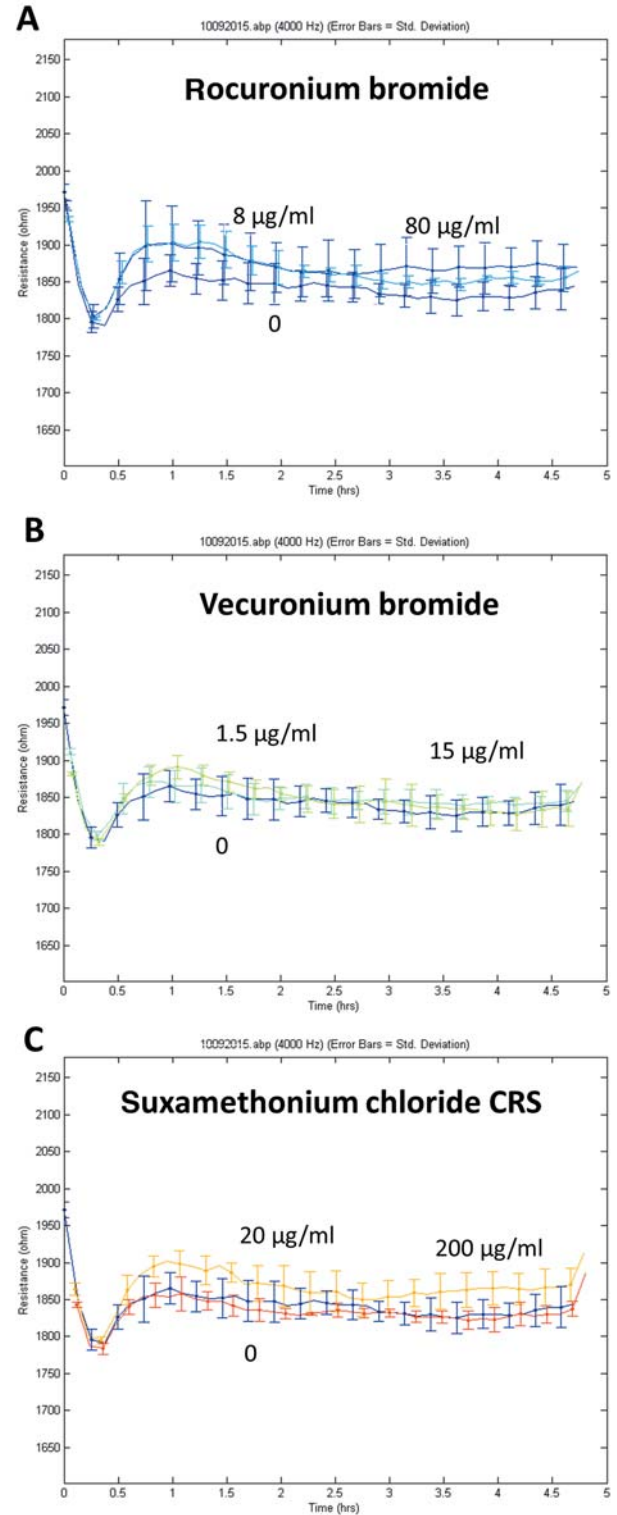 A
10092015.abp (4000 Hz) (Error Bars = Std. Deviation)
Rocuronium bromide
2150
2100
2050
2000
1950
1900
1850
1800
1750
1700
1650
Resistance (ohm)
8 µg/ml
80 µg/ml
0
0 0.5 1 1.5 2 2.5 3 3.5 4 4.5 5
Time (hrs)
B
10092015.abp (4000 Hz) (Error Bars = Std. Deviation)
Vecuronium bromide
2150
2100
2050
2000
1950
1900
1850
1800
1750
1700
1650
Resistance (ohm)
1.5 µg/ml
15 µg/ml
0
0 0.5 1 1.5 2 2.5 3 3.5 4 4.5 5
Time (hrs)
C
10092015.abp (4000 Hz) (Error Bars = Std. Deviation)
Suxamethonium chloride CRS
2150
2100
2050
2000
1950
1900
1850
1800
1750
1700
1650
Resistance (ohm)
20 µg/ml
200 µg/ml
0
0 0.5 1 1.5 2 2.5 3 3.5 4 4.5 5
Time (hrs)